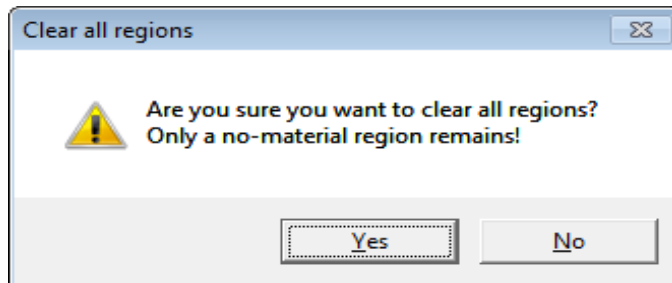 Clear all regions
Are you sure you want to clear all regions?
Only a no-material region remains!
Yes
No